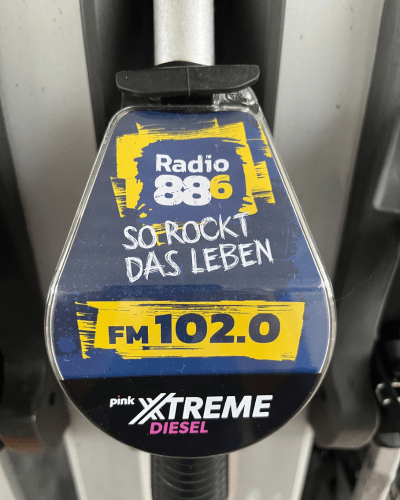 Radio
886
SO ROCKT
DAS LEBEN
FM 102.0
pink XTREME
DIESEL